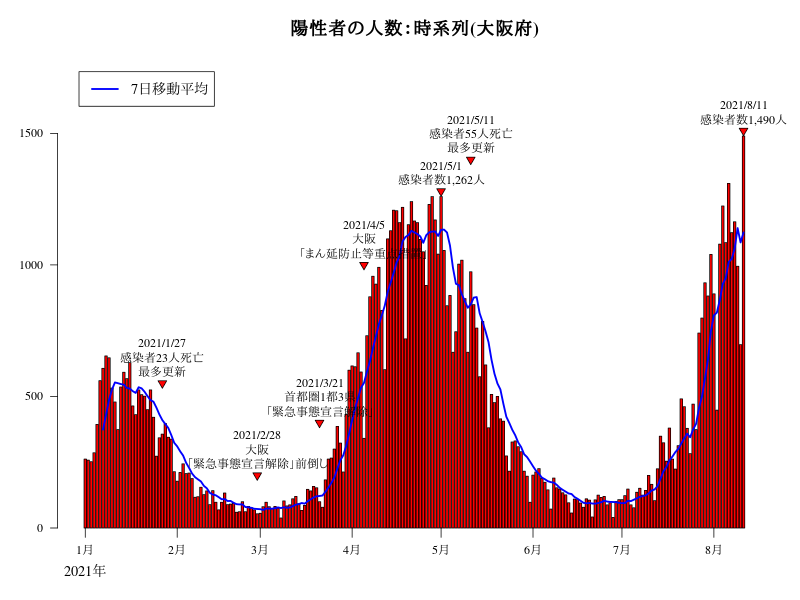 陽性者の人数：時系列(大阪府)
7日移動平均
2021/8/11
感染者数1,490人
2021/5/11
感染者55人死亡
最多更新
2021/5/1
感染者数1,262人
2021/4/5
大阪
「まん延防止等重点措置」
2021/1/27
感染者23人死亡
最多更新
2021/3/21
首都圏1都3県
「緊急事態宣言解除」
2021/2/28
大阪
「緊急事態宣言解除」前倒し
1500
1000
500
0
1月
2月
3月
4月
5月
6月
7月
8月
2021年